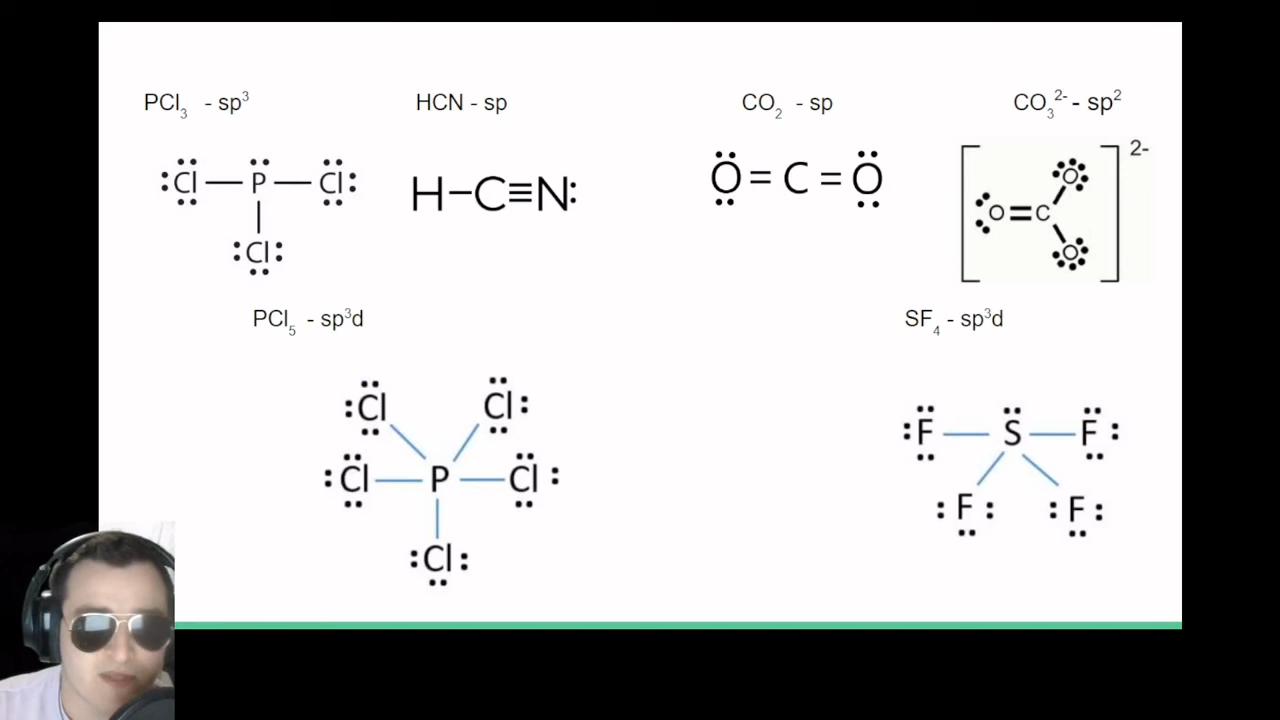 PCl₃ - sp³
HCN - sp
CO₂ - sp
CO₃²⁻ - sp²
Cl — P — Cl
Cl
H–C≡N:
O = C = O
2-
O
O = C
O
PCl₅ - sp³d
SF₄ - sp³d
Cl Cl
Cl — P — Cl
Cl
F — S — F
F F